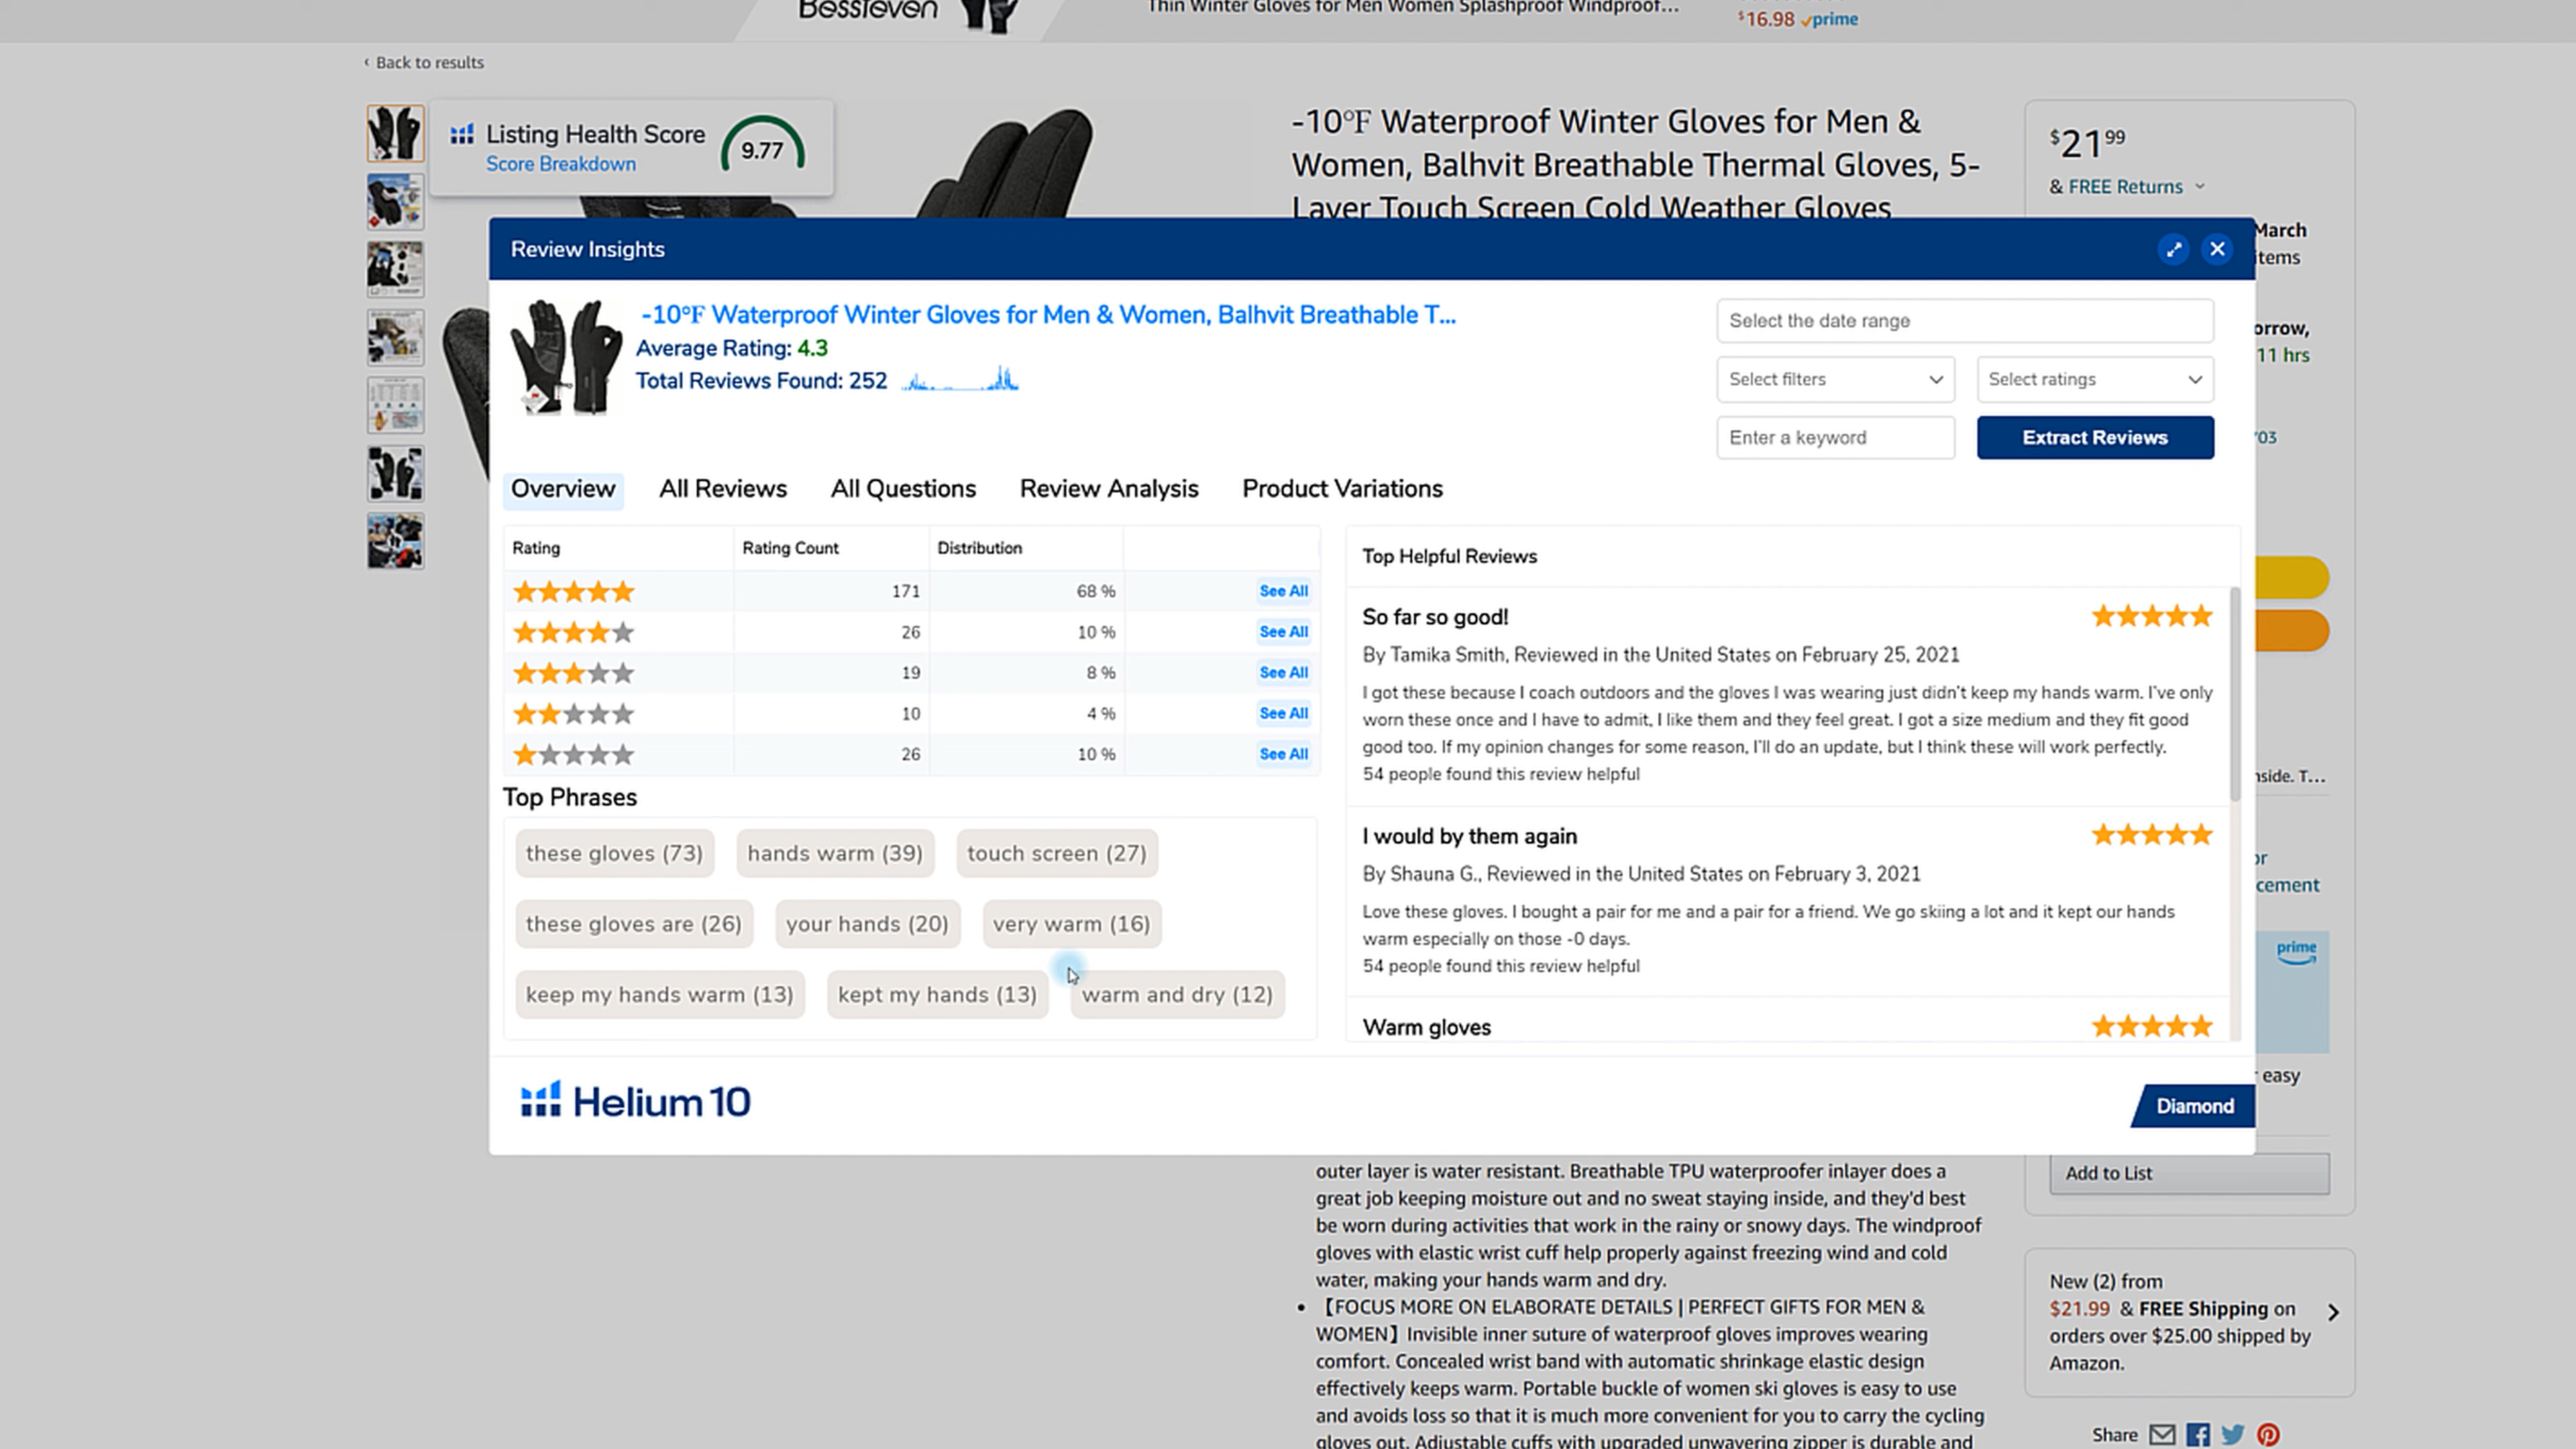 Bessteven
Thin Winter Gloves for Men Women Splashproof Windproof...
$16.98 prime
‹ Back to results
Listing Health Score
Score Breakdown
9.77
-10°F Waterproof Winter Gloves for Men &
Women, Balhvit Breathable Thermal Gloves, 5-
Layer Touch Screen Cold Weather Gloves
$21.99
& FREE Returns
March
items
orrow,
11 hrs
Review Insights
-10°F Waterproof Winter Gloves for Men & Women, Balhvit Breathable T...
Average Rating: 4.3
Total Reviews Found: 252
Select the date range
Select filters
Select ratings
Enter a keyword
Extract Reviews
Overview
All Reviews
All Questions
Review Analysis
Product Variations
Rating Rating Count Distribution
171 68 % See All
26 10 % See All
19 8 % See All
10 4 % See All
26 10 % See All
Top Phrases
these gloves (73)
hands warm (39)
touch screen (27)
these gloves are (26)
your hands (20)
very warm (16)
keep my hands warm (13)
kept my hands (13)
warm and dry (12)
Top Helpful Reviews
So far so good!
By Tamika Smith, Reviewed in the United States on February 25, 2021
I got these because I coach outdoors and the gloves I was wearing just didn't keep my hands warm. I've only
worn these once and I have to admit, I like them and they feel great. I got a size medium and they fit good
good too. If my opinion changes for some reason, I'll do an update, but I think these will work perfectly.
54 people found this review helpful
I would by them again
By Shauna G., Reviewed in the United States on February 3, 2021
Love these gloves. I bought a pair for me and a pair for a friend. We go skiing a lot and it kept our hands
warm especially on those -0 days.
54 people found this review helpful
Warm gloves
Helium 10
Diamond
'03
nside. T...
or
cement
prime
easy
outer layer is water resistant. Breathable TPU waterproofer inlayer does a
great job keeping moisture out and no sweat staying inside, and they'd best
be worn during activities that work in the rainy or snowy days. The windproof
gloves with elastic wrist cuff help properly against freezing wind and cold
water, making your hands warm and dry.
• 【FOCUS MORE ON ELABORATE DETAILS | PERFECT GIFTS FOR MEN &
WOMEN】Invisible inner suture of waterproof gloves improves wearing
comfort. Concealed wrist band with automatic shrinkage elastic design
effectively keeps warm. Portable buckle of women ski gloves is easy to use
and avoids loss so that it is much more convenient for you to carry the cycling
gloves out. Adjustable cuffs with upgraded unwavering zipper is durable and
Add to List
New (2) from
$21.99 & FREE Shipping on
orders over $25.00 shipped by
Amazon.
Share